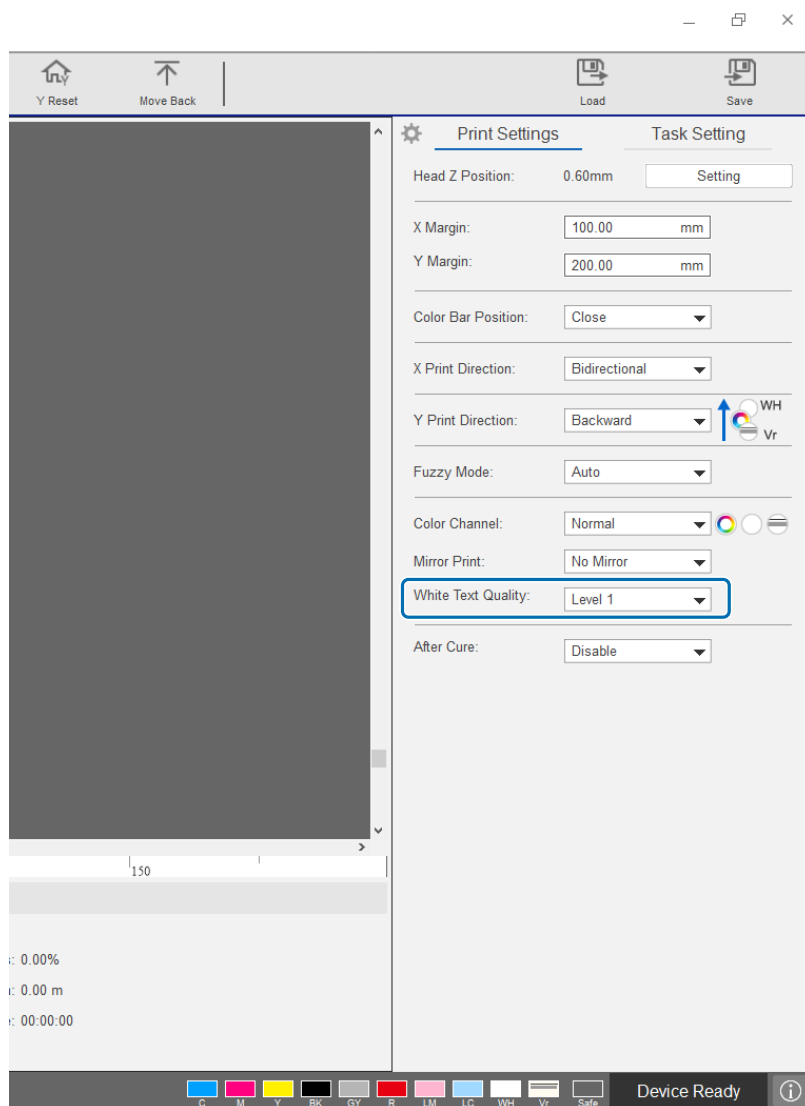 Y Reset
Move Back
Load
Save
Print Settings
Task Setting
Head Z Position: 0.60mm Setting
X Margin: 100.00 mm
Y Margin: 200.00 mm
Color Bar Position: Close
X Print Direction: Bidirectional
Y Print Direction: Backward
WH
Vr
Fuzzy Mode: Auto
Color Channel: Normal
Mirror Print: No Mirror
White Text Quality: Level 1
After Cure: Disable
150
: 0.00%
: 0.00 m
: 00:00:00
C M Y BK GY R LM LC WH Vr Safe
Device Ready